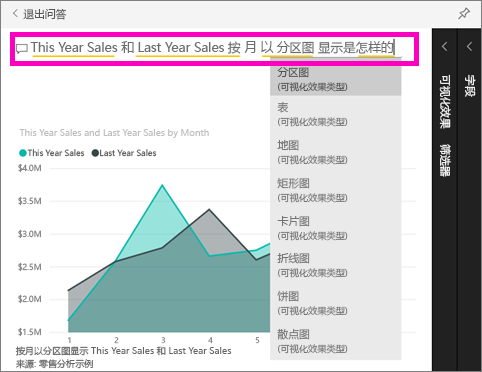 退出问答
This Year Sales 和 Last Year Sales 按 月 以 分区图 显示是怎样的
分区图
(可视化效果类型)
表
(可视化效果类型)
地图
(可视化效果类型)
矩形图
(可视化效果类型)
卡片图
(可视化效果类型)
折线图
(可视化效果类型)
饼图
(可视化效果类型)
散点图
(可视化效果类型)
可视化效果
筛选器
字段
This Year Sales and Last Year Sales by Month
This Year Sales
Last Year Sales
$4.0M
$3.5M
$3.0M
$2.5M
$2.0M
$1.5M
1 2 3 4 5
按月以分区图显示 This Year Sales 和 Last Year Sales
来源: 零售分析示例